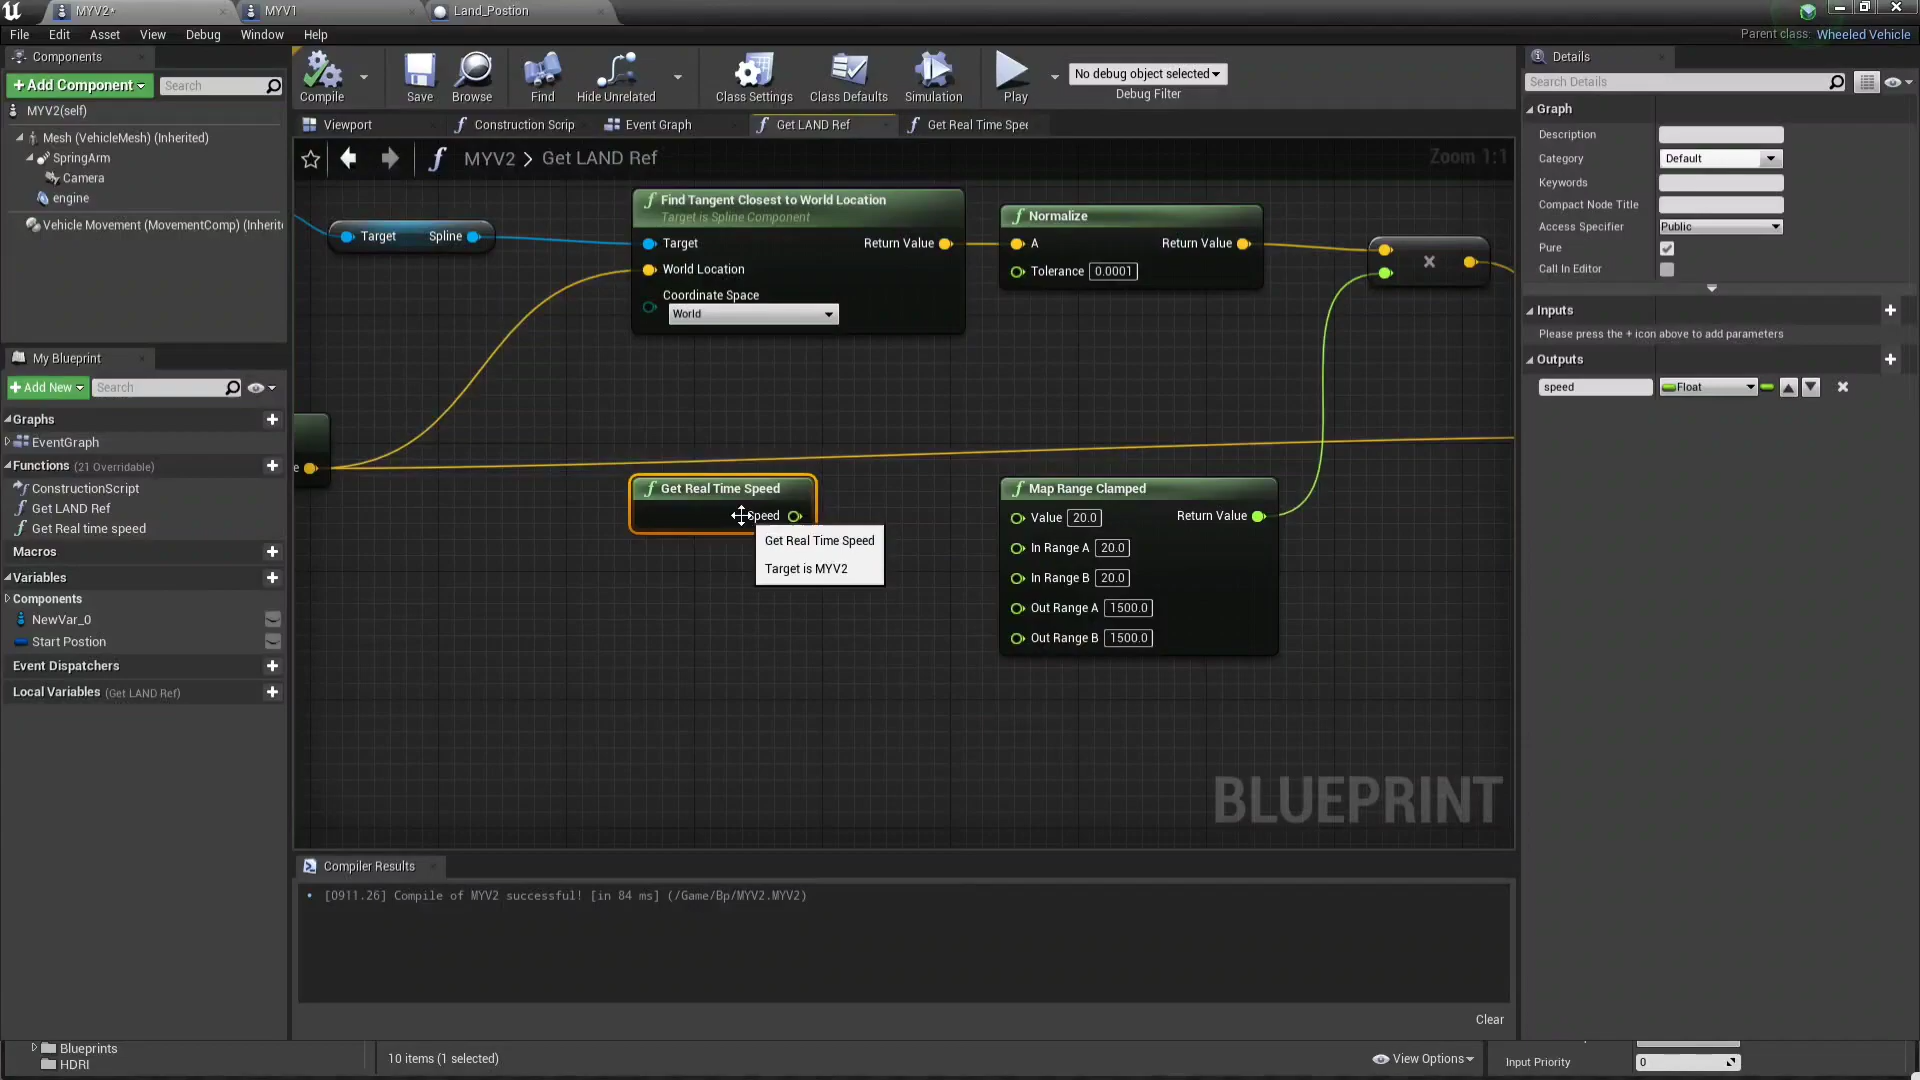 MYV2*
MYV1
Land_Postion
File Edit Asset View Debug Window Help
Parent class: Wheeled Vehicle
Components
+ Add Component
Search
MYV2(self)
Mesh (VehicleMesh) (Inherited)
SpringArm
Camera
engine
Vehicle Movement (MovementComp) (Inherit
My Blueprint
+ Add New
Search
Graphs
EventGraph
Functions (21 Overridable)
ConstructionScript
Get LAND Ref
Get Real time speed
Macros
Variables
Components
NewVar_0
Start Postion
Event Dispatchers
Local Variables (Get LAND Ref)
Blueprints
HDRI
Compile
Save
Browse
Find
Hide Unrelated
Class Settings
Class Defaults
Simulation
Play
No debug object selected
Debug Filter
Viewport
Construction Scrip
Event Graph
Get LAND Ref
Get Real Time Spee
MYV2 > Get LAND Ref
Zoom 1:1
Target Spline
Find Tangent Closest to World Location
Target is Spline Component
Target
Return Value
World Location
Coordinate Space
World
Normalize
A
Return Value
Tolerance 0.0001
e
Get Real Time Speed
Speed
Get Real Time Speed
Target is MYV2
Map Range Clamped
Value 20.0
Return Value
In Range A 20.0
In Range B 20.0
Out Range A 1500.0
Out Range B 1500.0
BLUEPRINT
Compiler Results
[0911.26] Compile of MYV2 successful! [in 84 ms] (/Game/Bp/MYV2.MYV2)
Clear
10 items (1 selected)
View Options
Details
Search Details
Graph
Description
Category Default
Keywords
Compact Node Title
Access Specifier Public
Pure
Call In Editor
Inputs
Please press the + icon above to add parameters
Outputs
speed Float
Input Priority 0